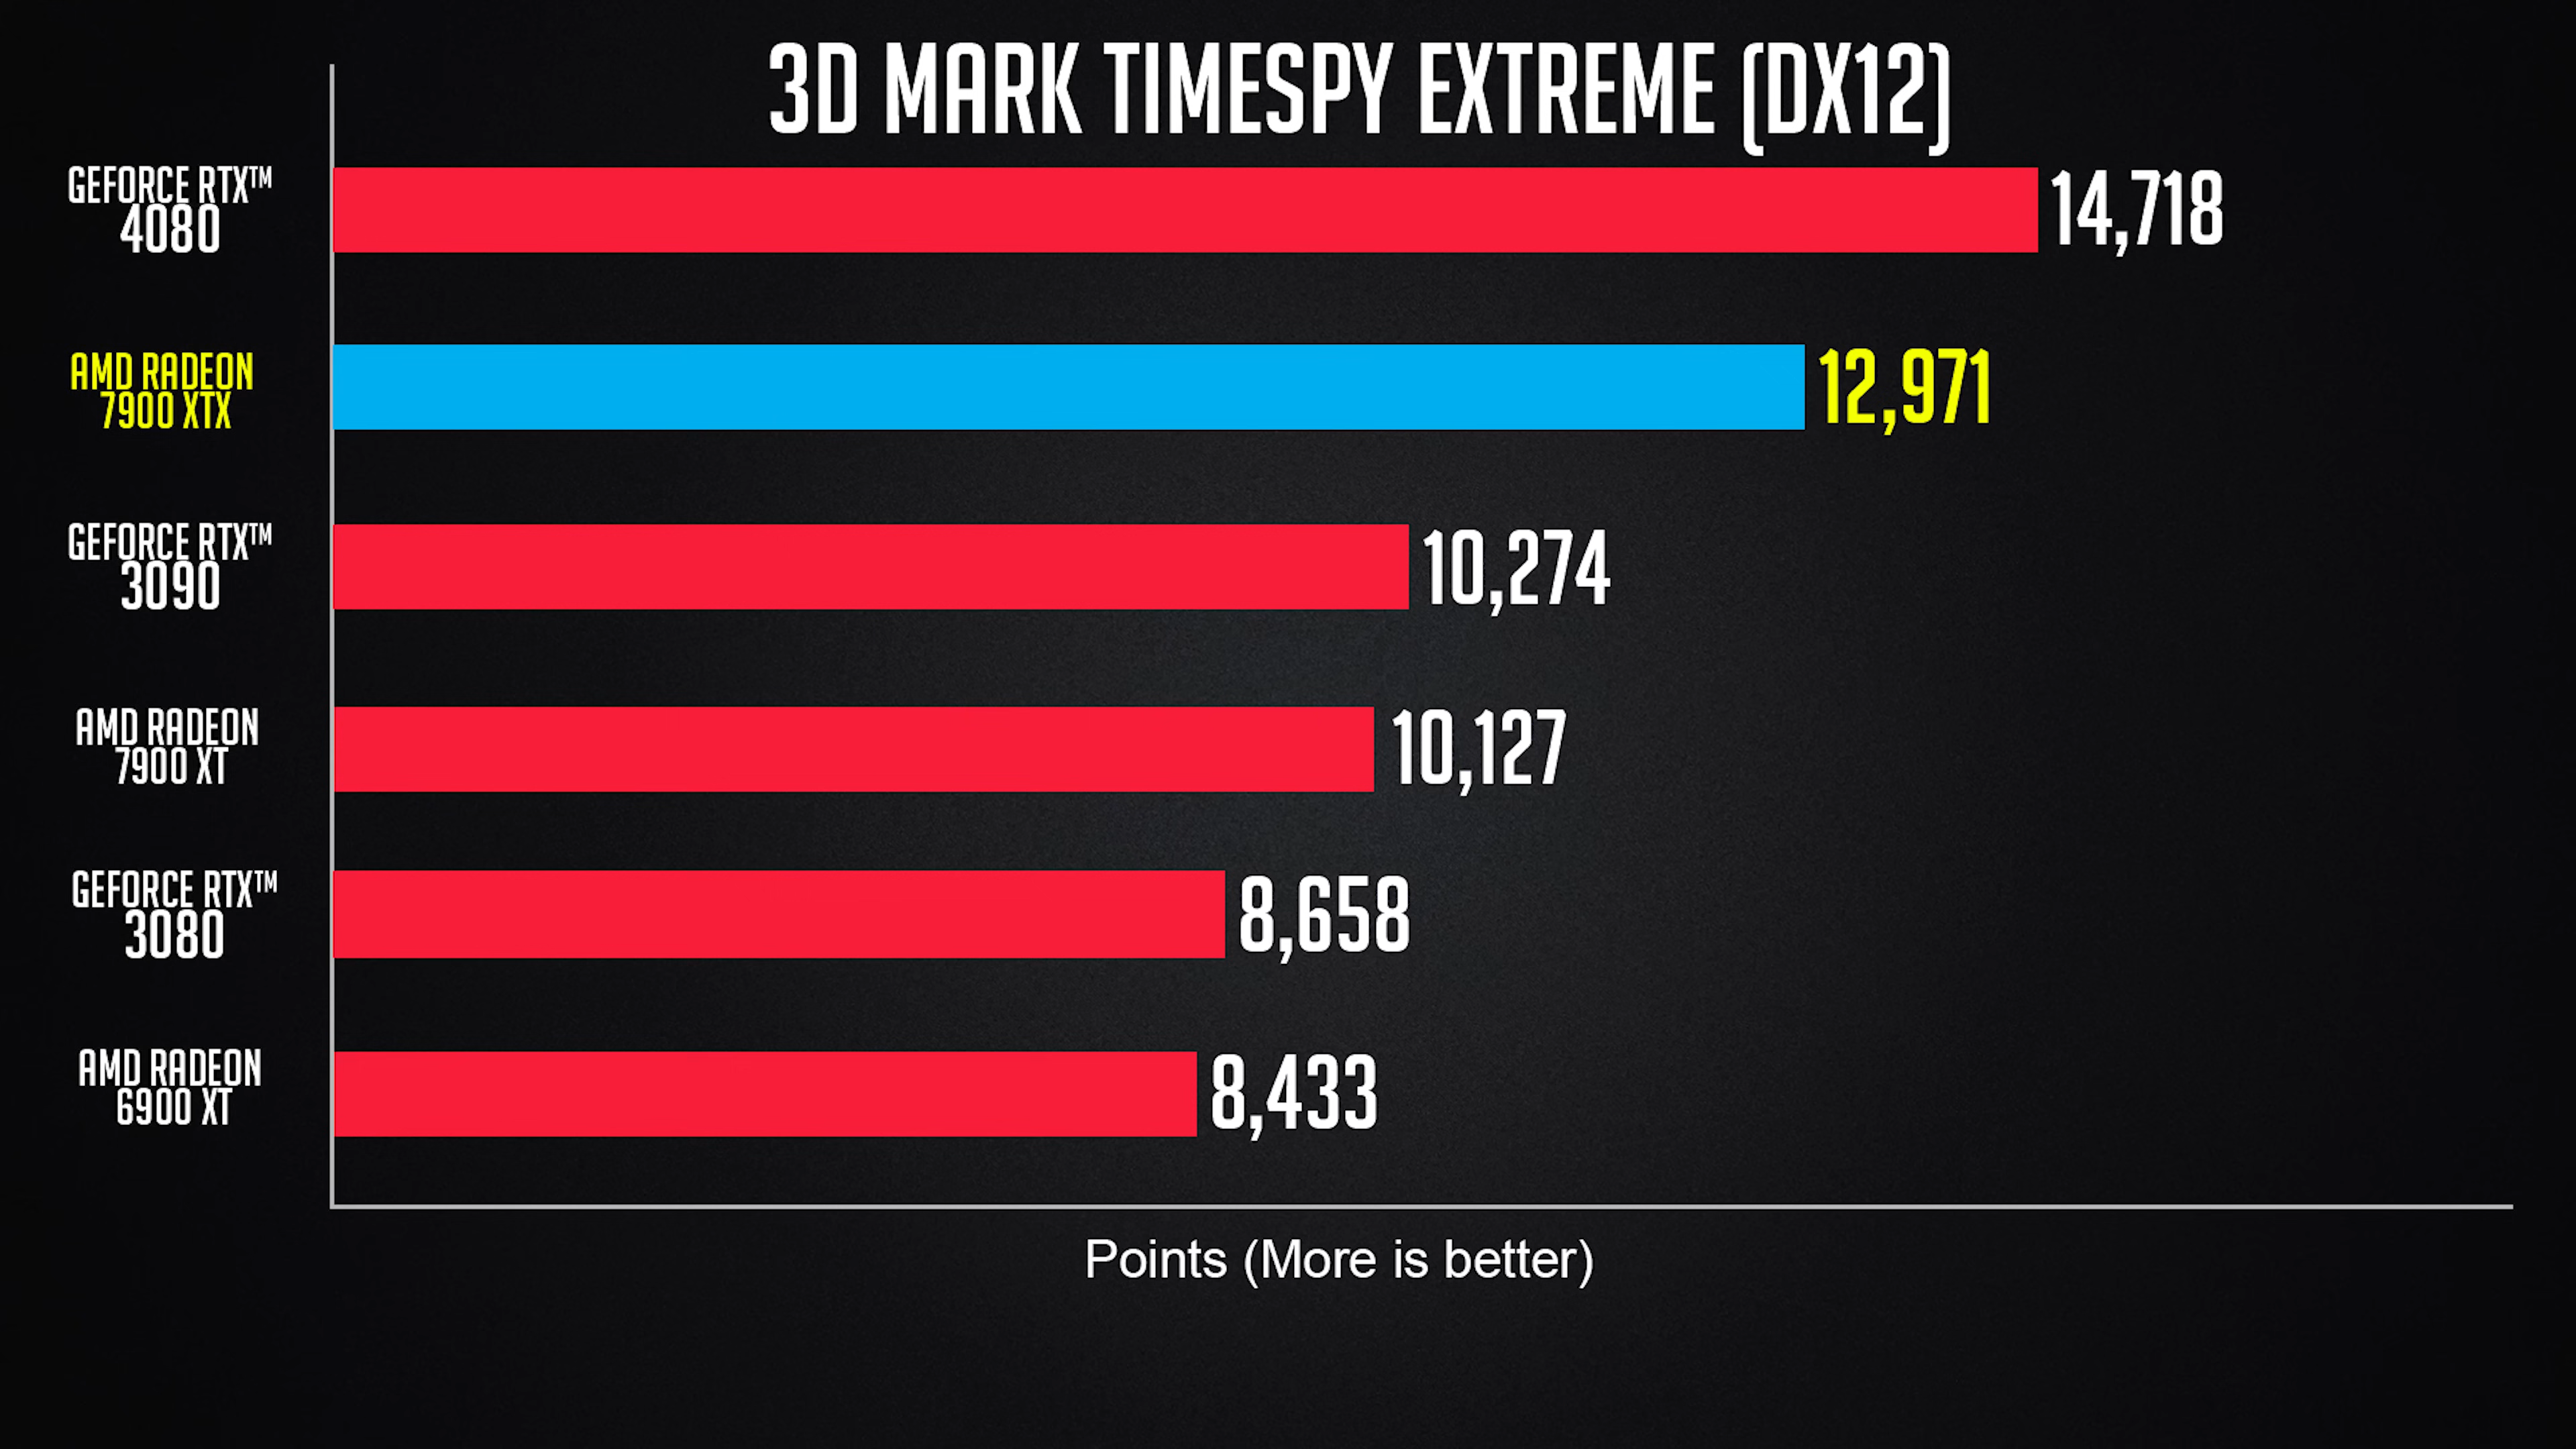 3D MARK TIMESPY EXTREME (DX12)
GEFORCE RTX™
4080
14,718
AMD RADEON
7900 XTX
12,971
GEFORCE RTX™
3090
10,274
AMD RADEON
7900 XT
10,127
GEFORCE RTX™
3080
8,658
AMD RADEON
6900 XT
8,433
Points (More is better)